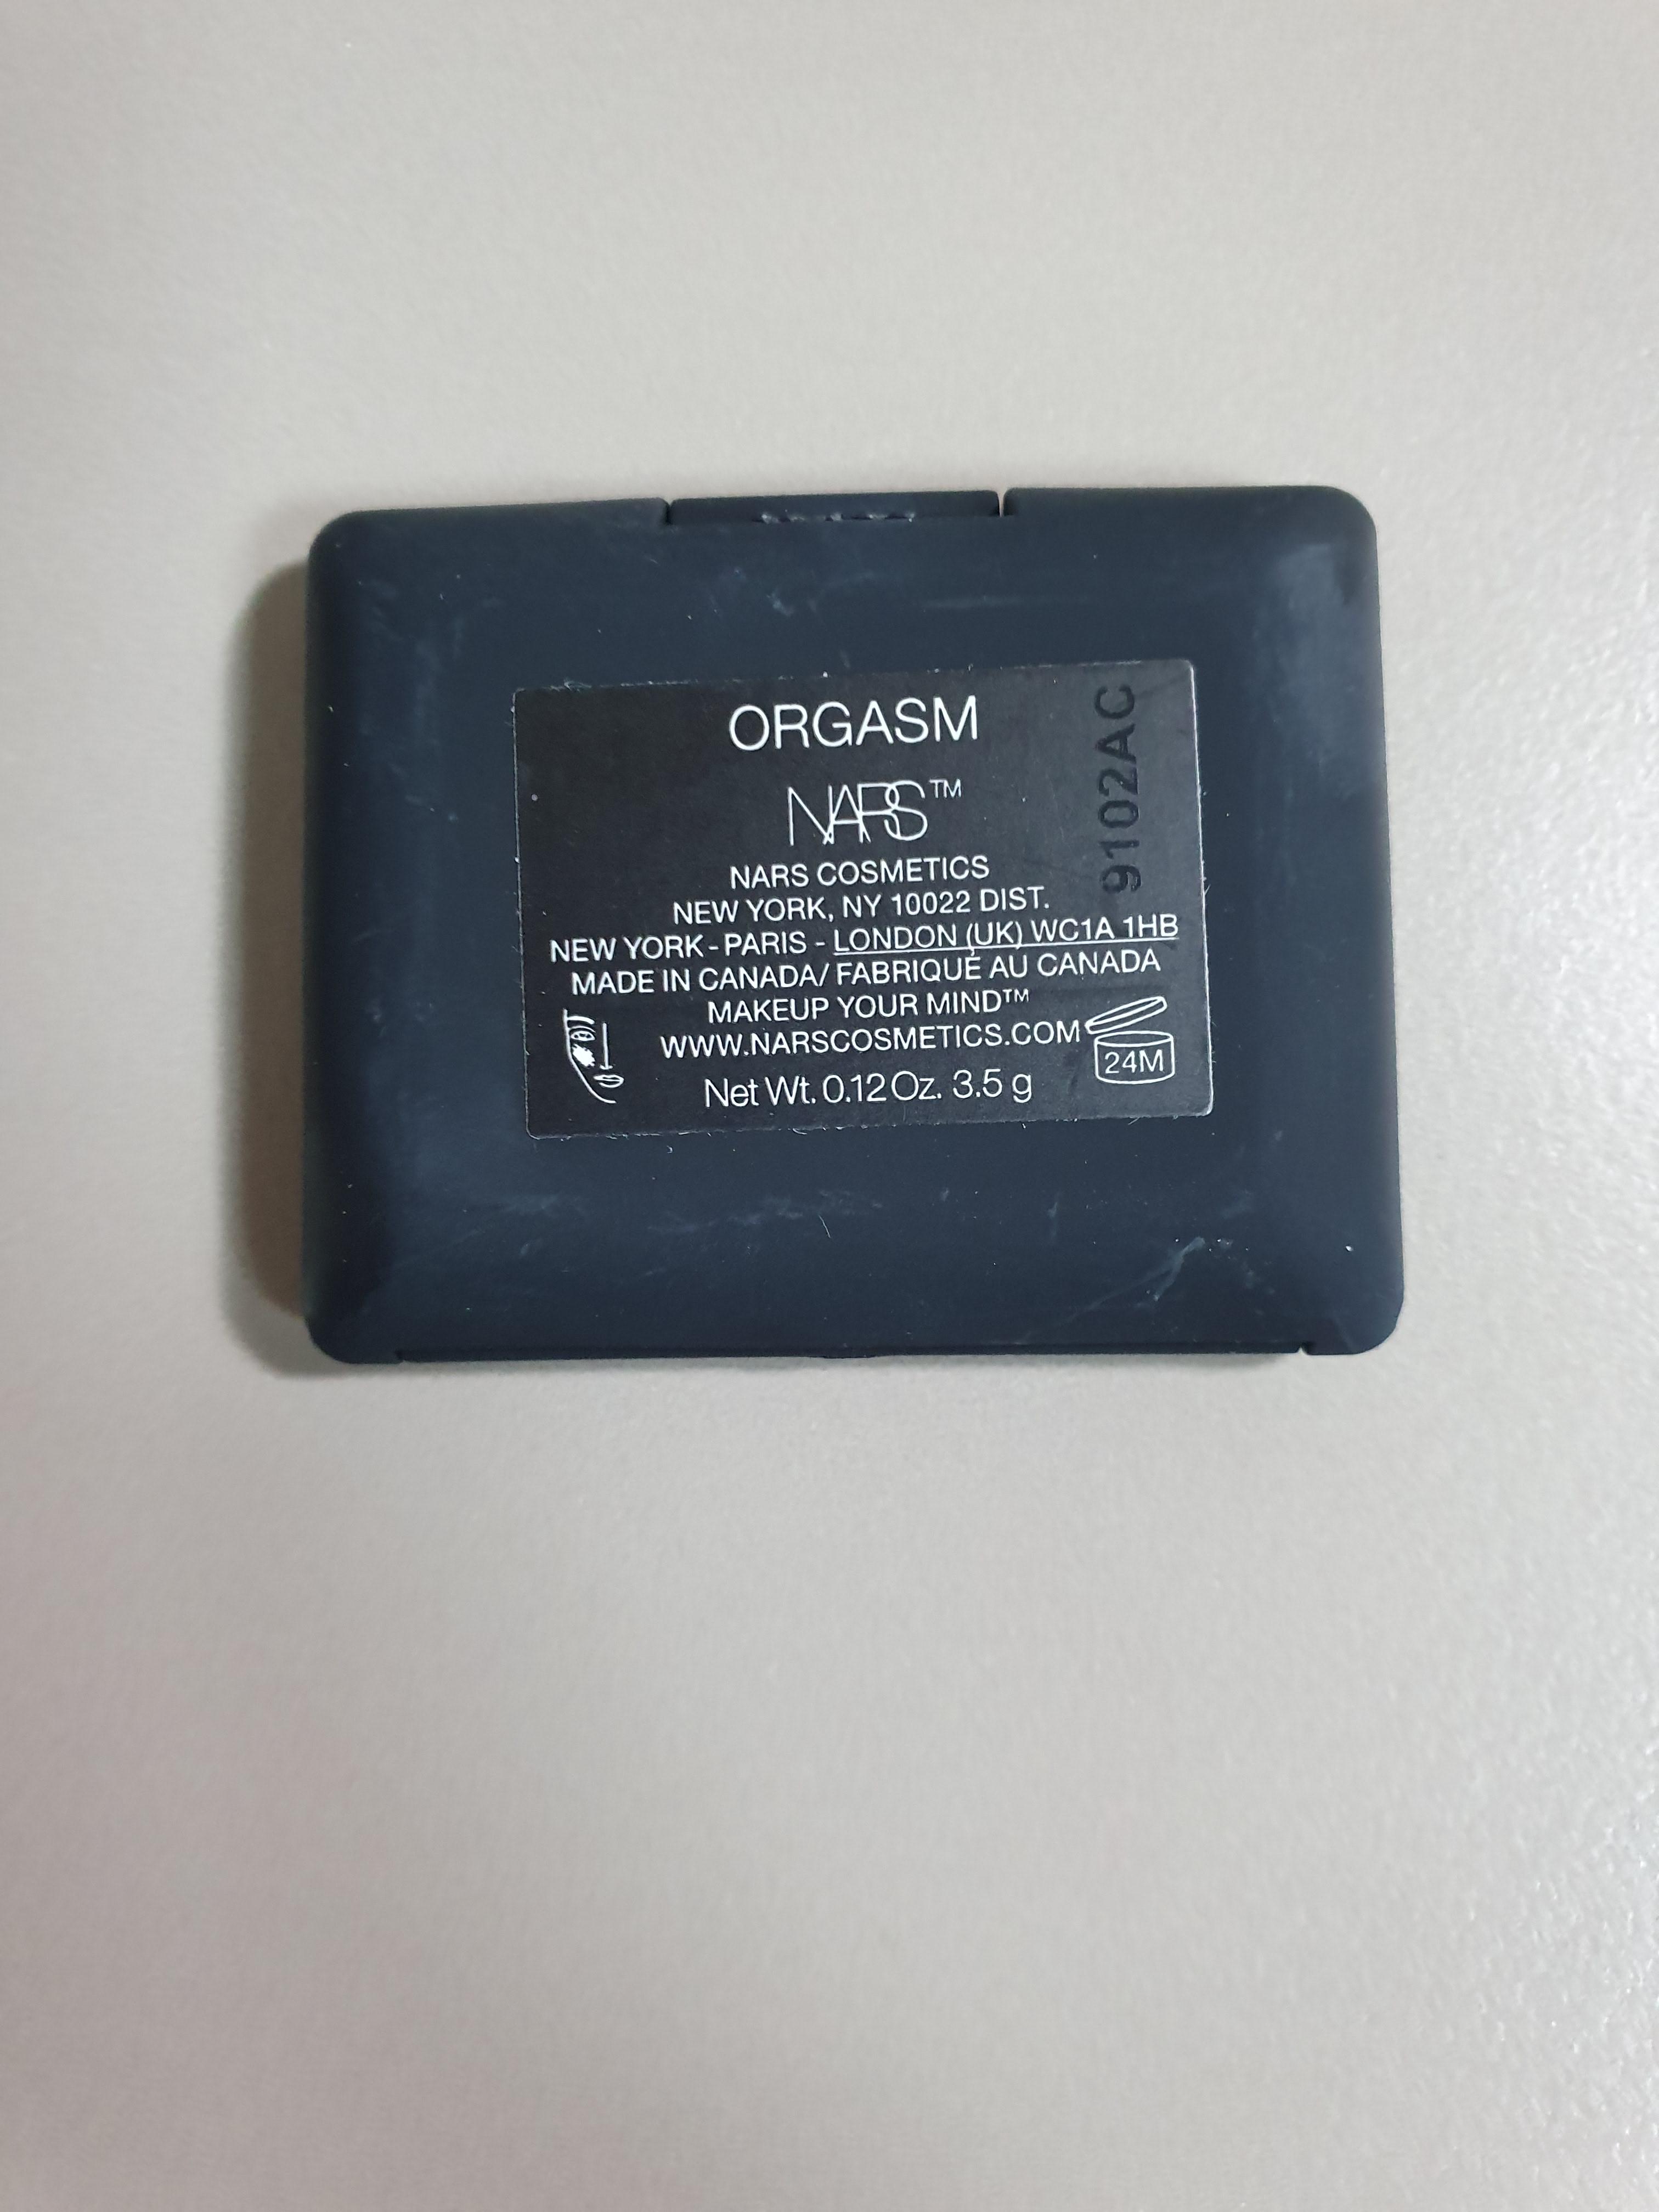 ORGASM
NARS™
NARS COSMETICS
NEW YORK, NY 10022 DIST.
NEW YORK - PARIS - LONDON (UK) WC1A 1HB
MADE IN CANADA/ FABRIQUÉ AU CANADA
MAKEUP YOUR MIND™
WWW.NARSCOSMETICS.COM
24M
Net Wt. 0.12 Oz. 3.5 g
9102AC